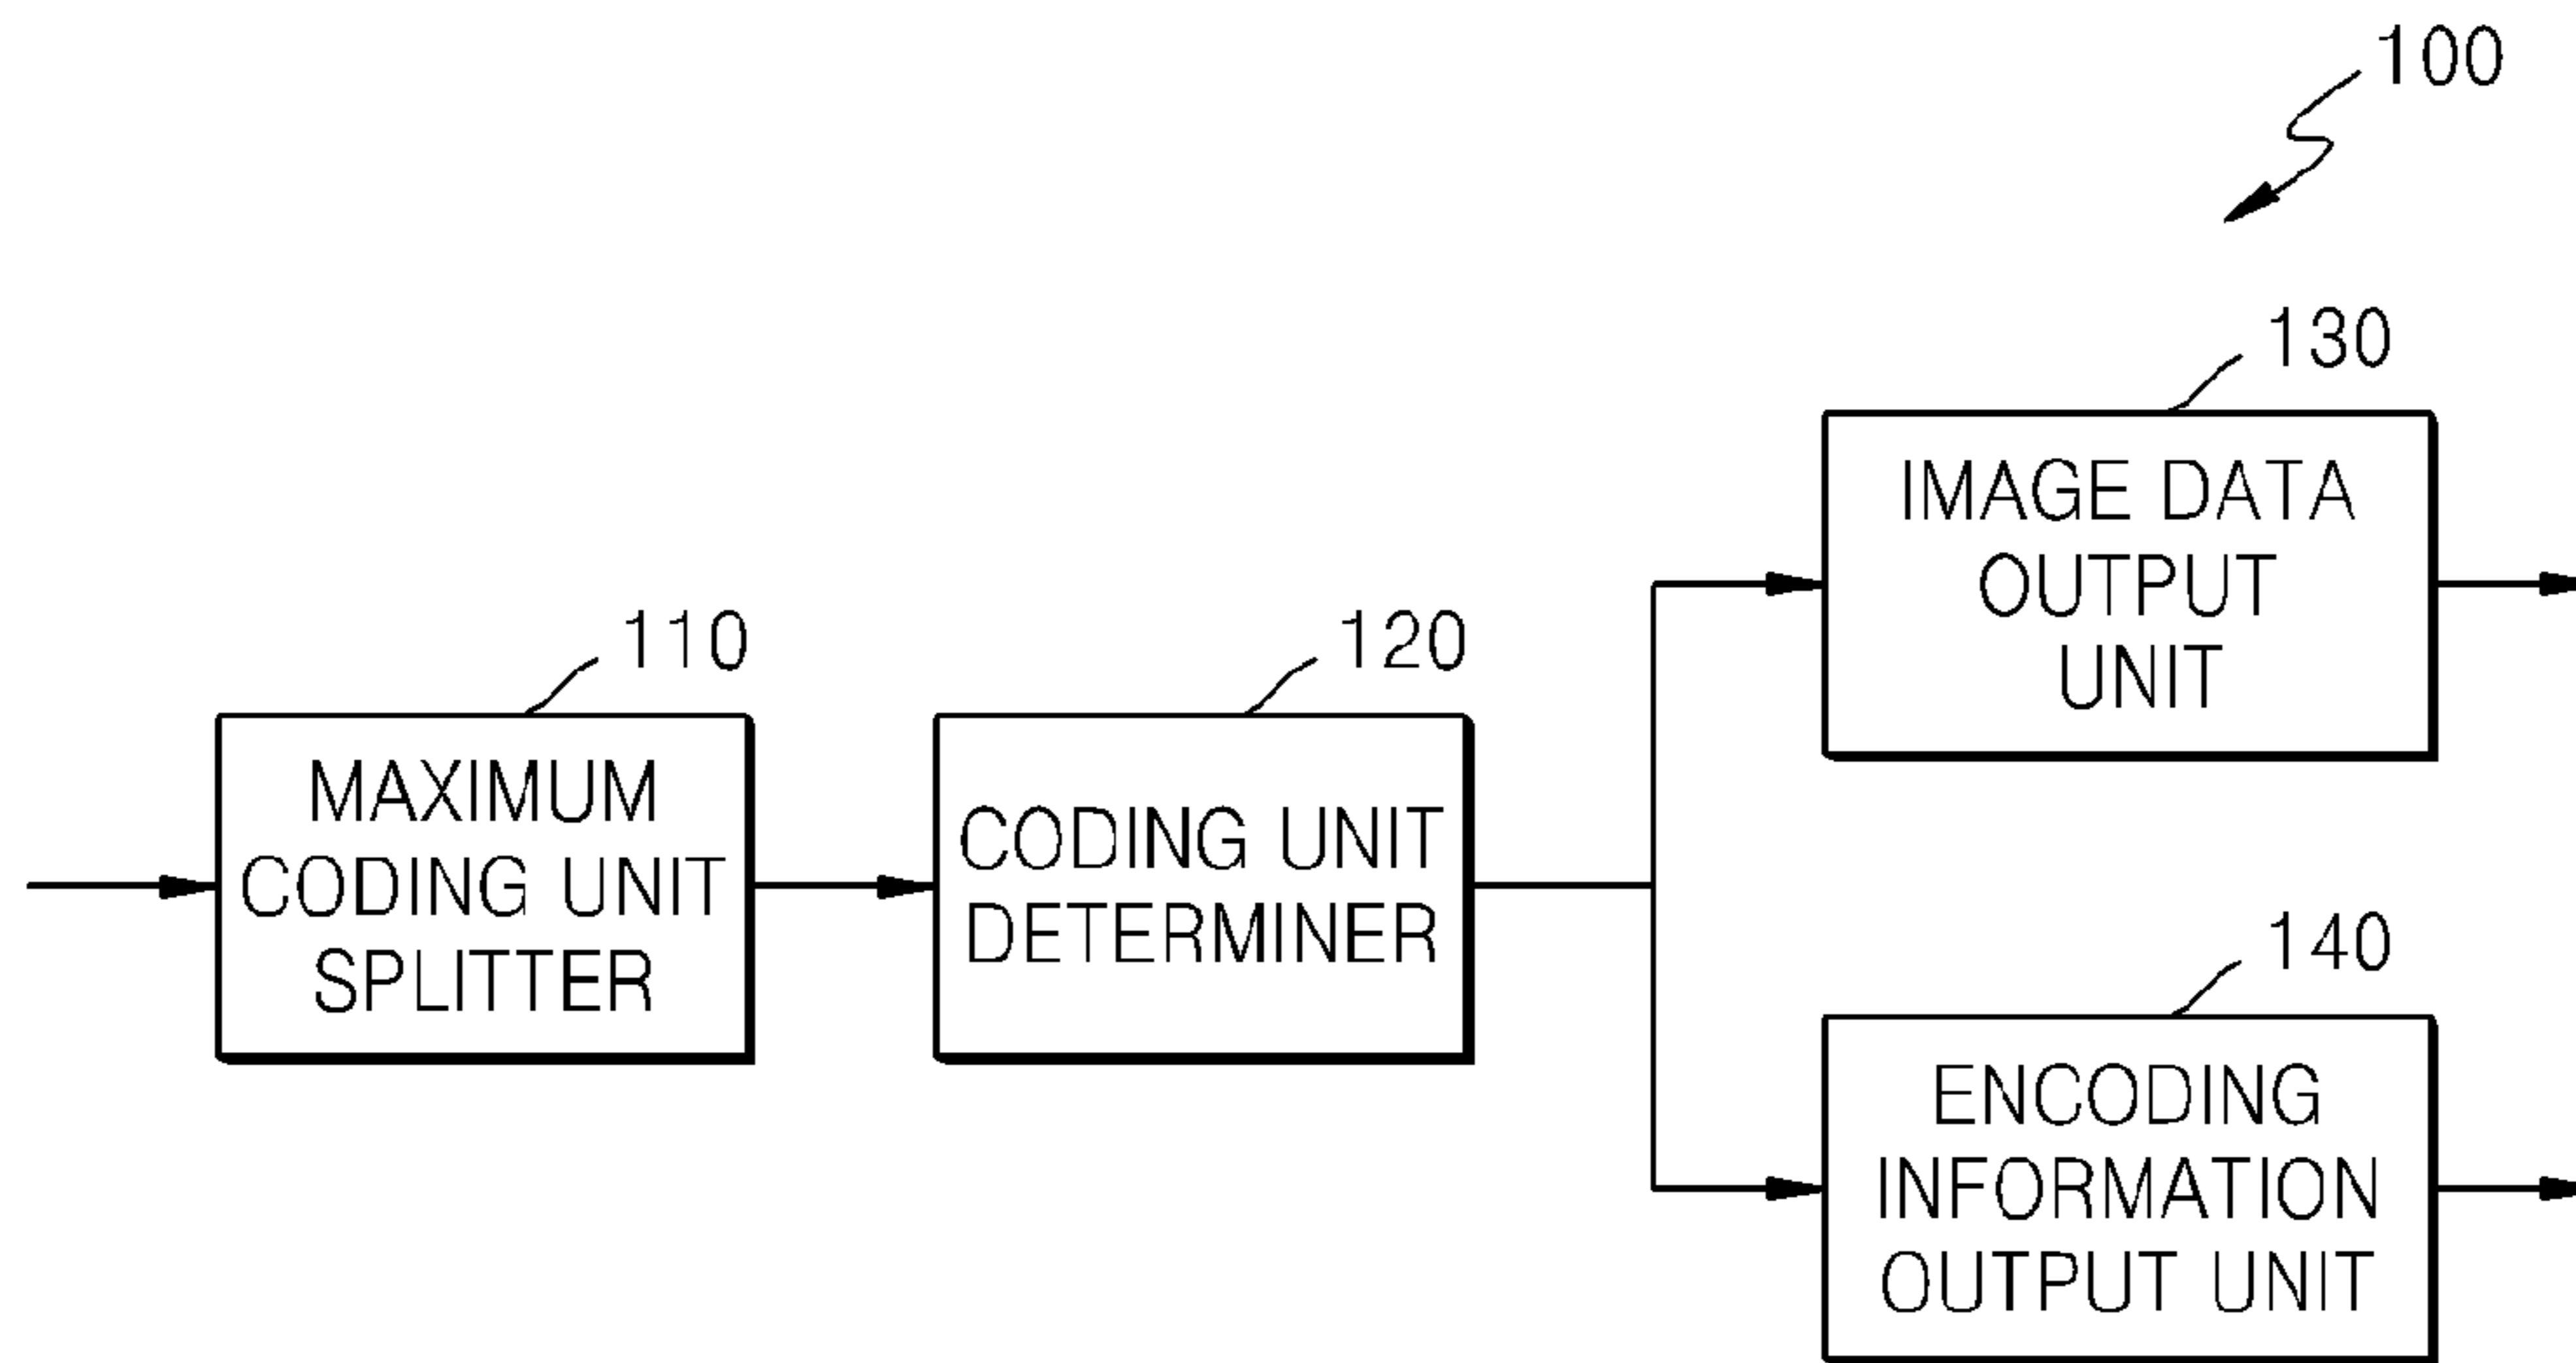 100
130
IMAGE DATA
OUTPUT
UNIT
110
MAXIMUM
CODING UNIT
SPLITTER
120
CODING UNIT
DETERMINER
140
ENCODING
INFORMATION
OUTPUT UNIT